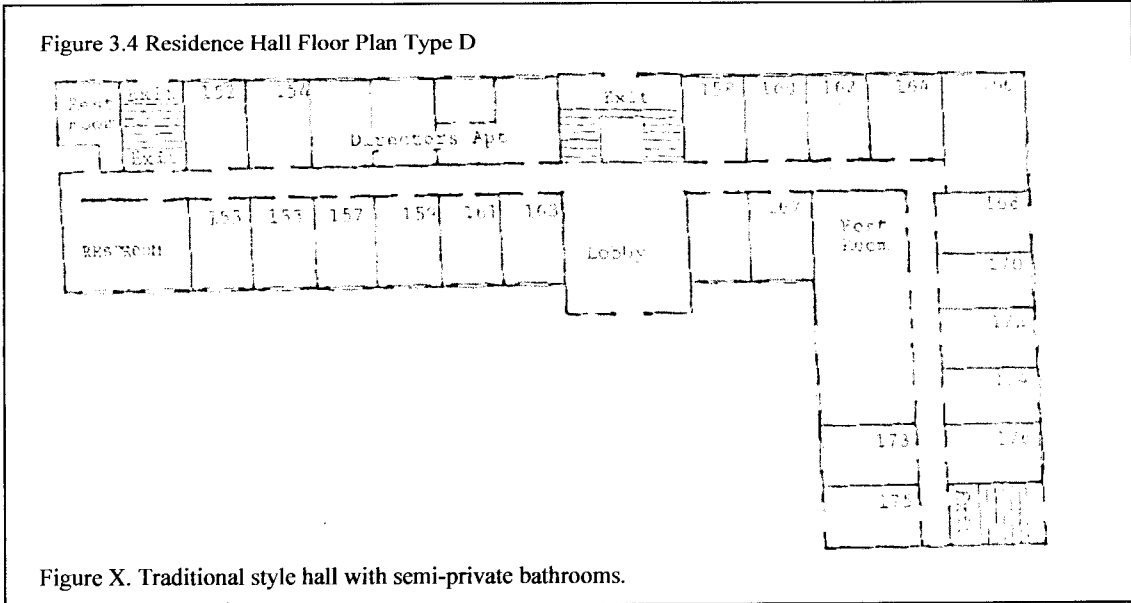 Figure 3.4 Residence Hall Floor Plan Type D
Exit
152
154
Exit
158
160
162
164
Directors Apt
Exit
153
155
157
159
161
163
167
168
RESTROOM
Lobby
170
173
176
175
Figure X. Traditional style hall with semi-private bathrooms.